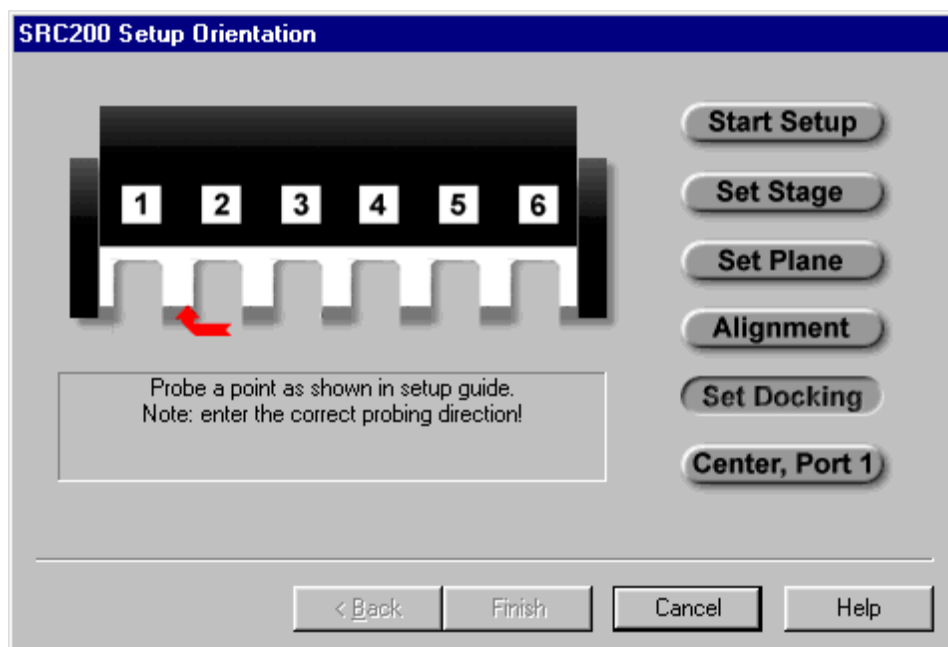 SRC200 Setup Orientation
1 2 3 4 5 6
Probe a point as shown in setup guide.
Note: enter the correct probing direction!
Start Setup
Set Stage
Set Plane
Alignment
Set Docking
Center, Port 1
< Back
Finish
Cancel
Help